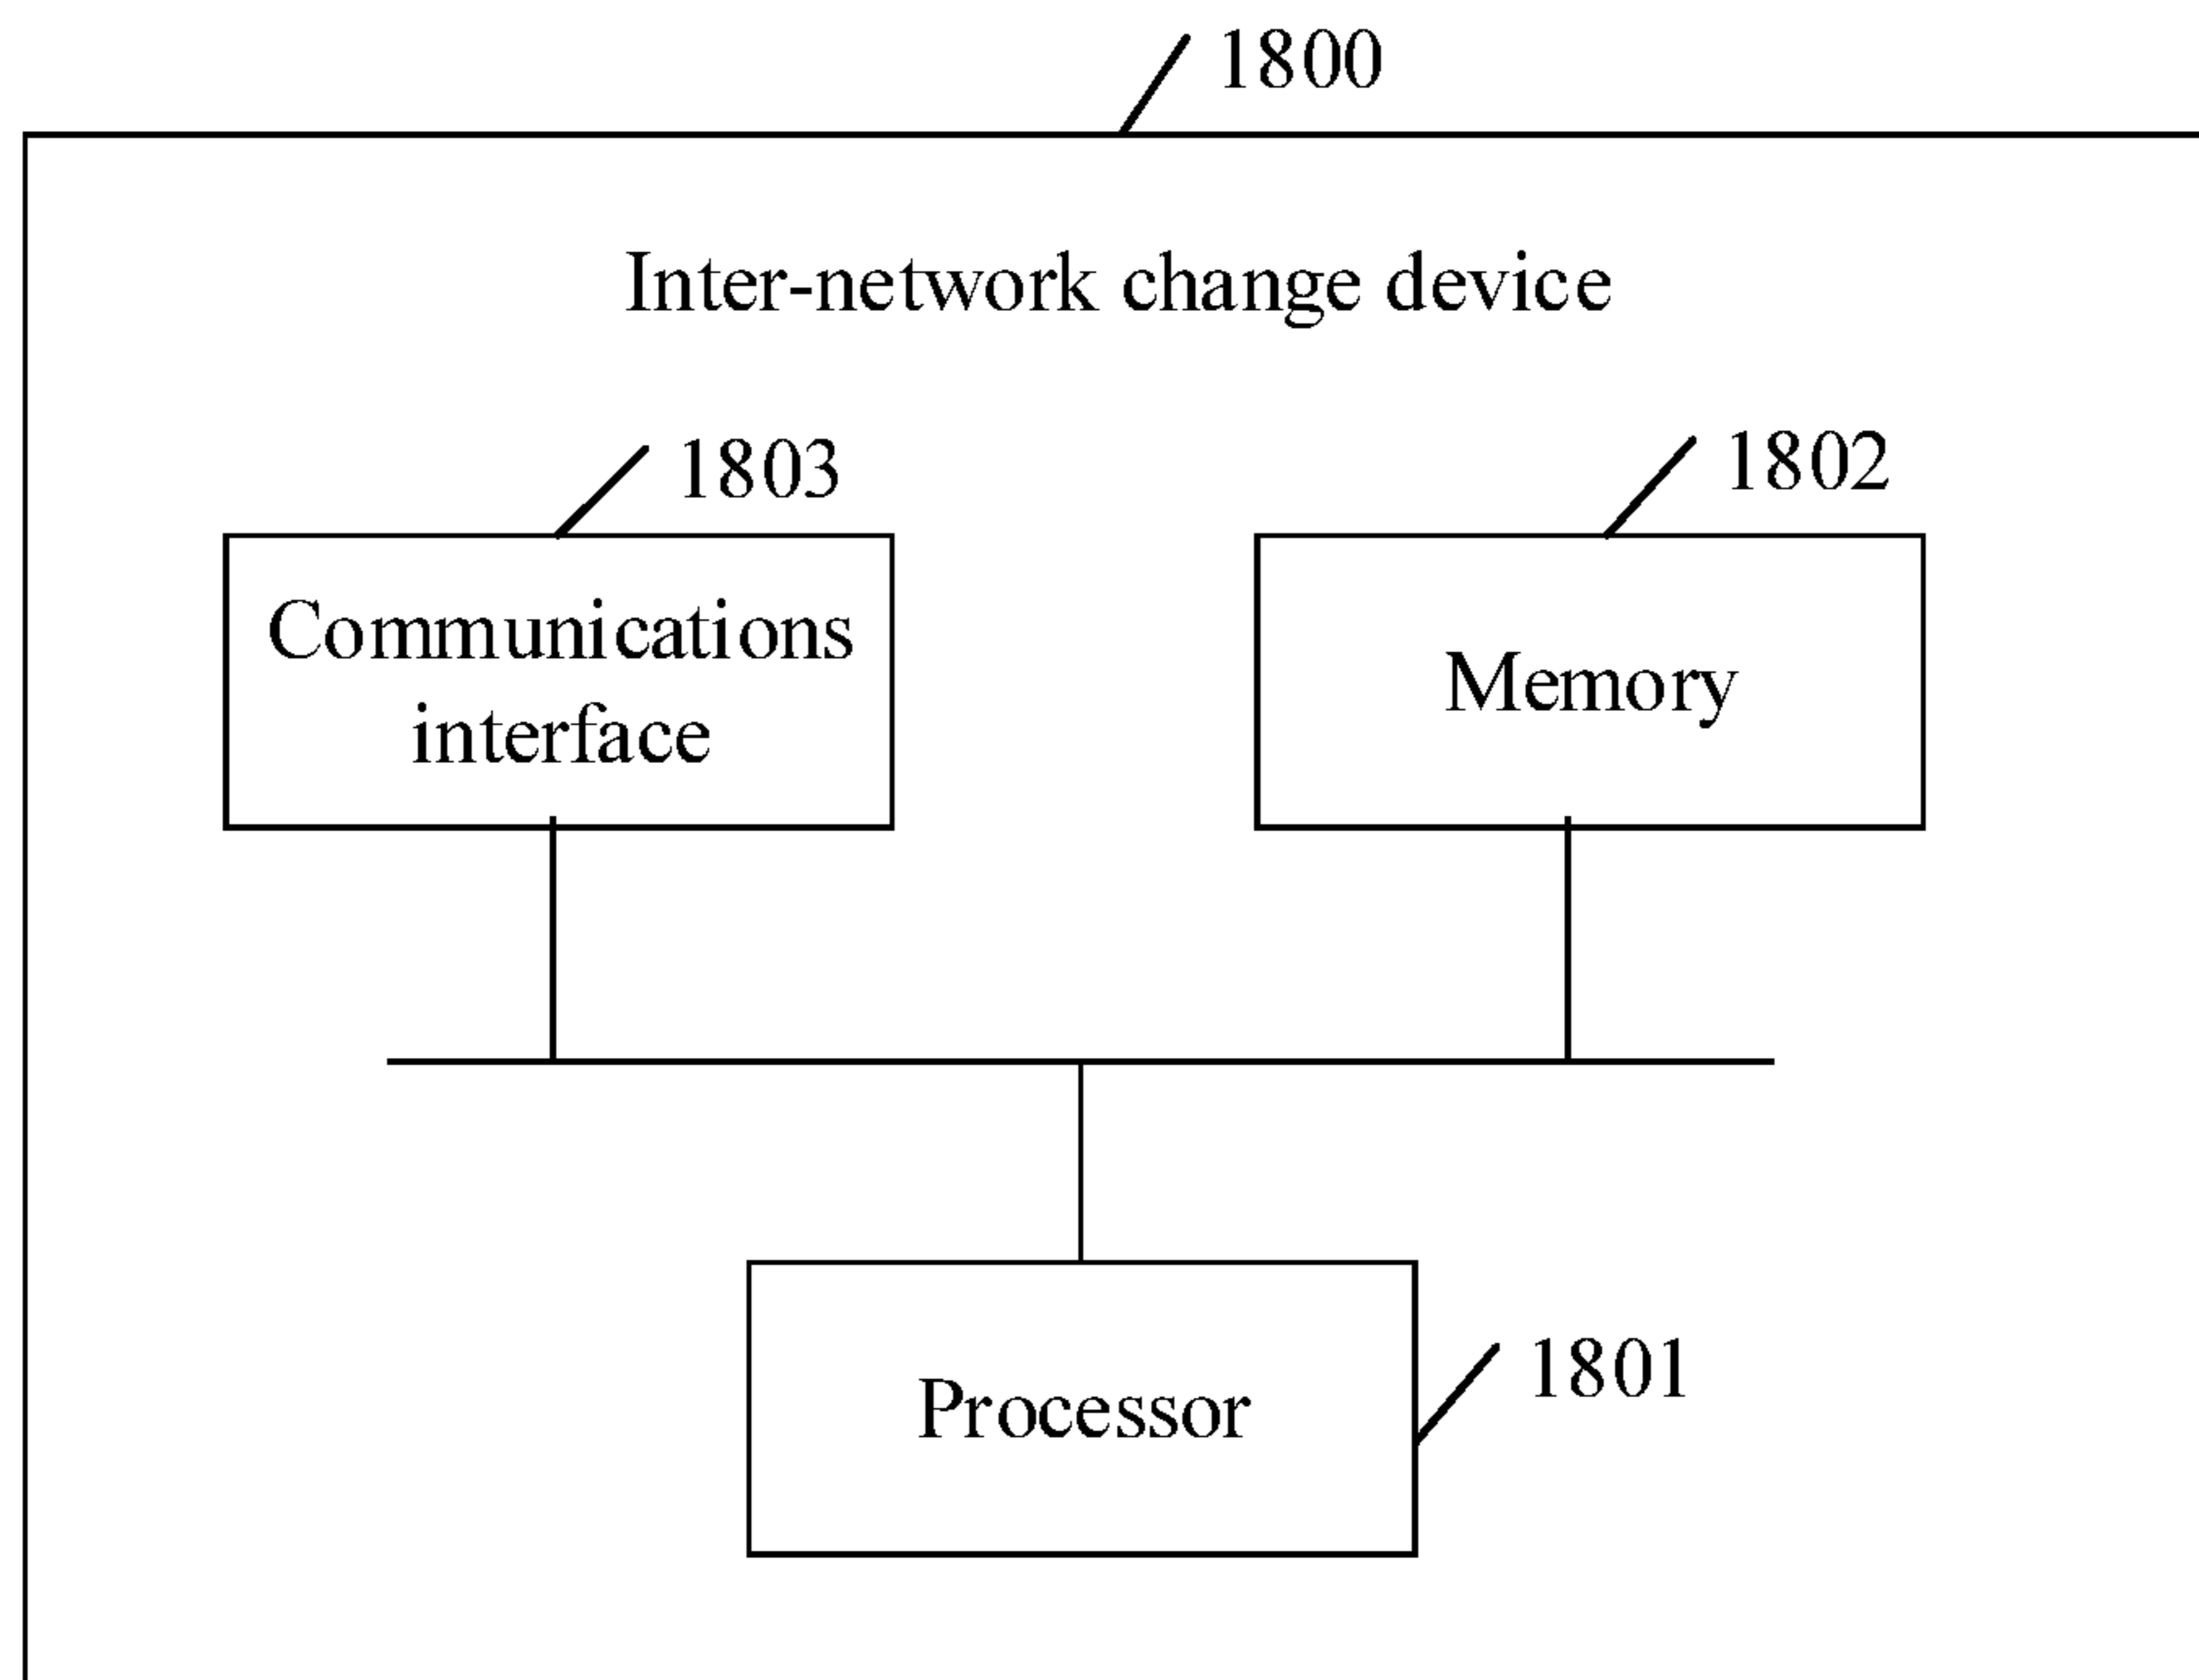 1800
Inter-network change device
1803
1802
Communications
interface
Memory
Processor
1801